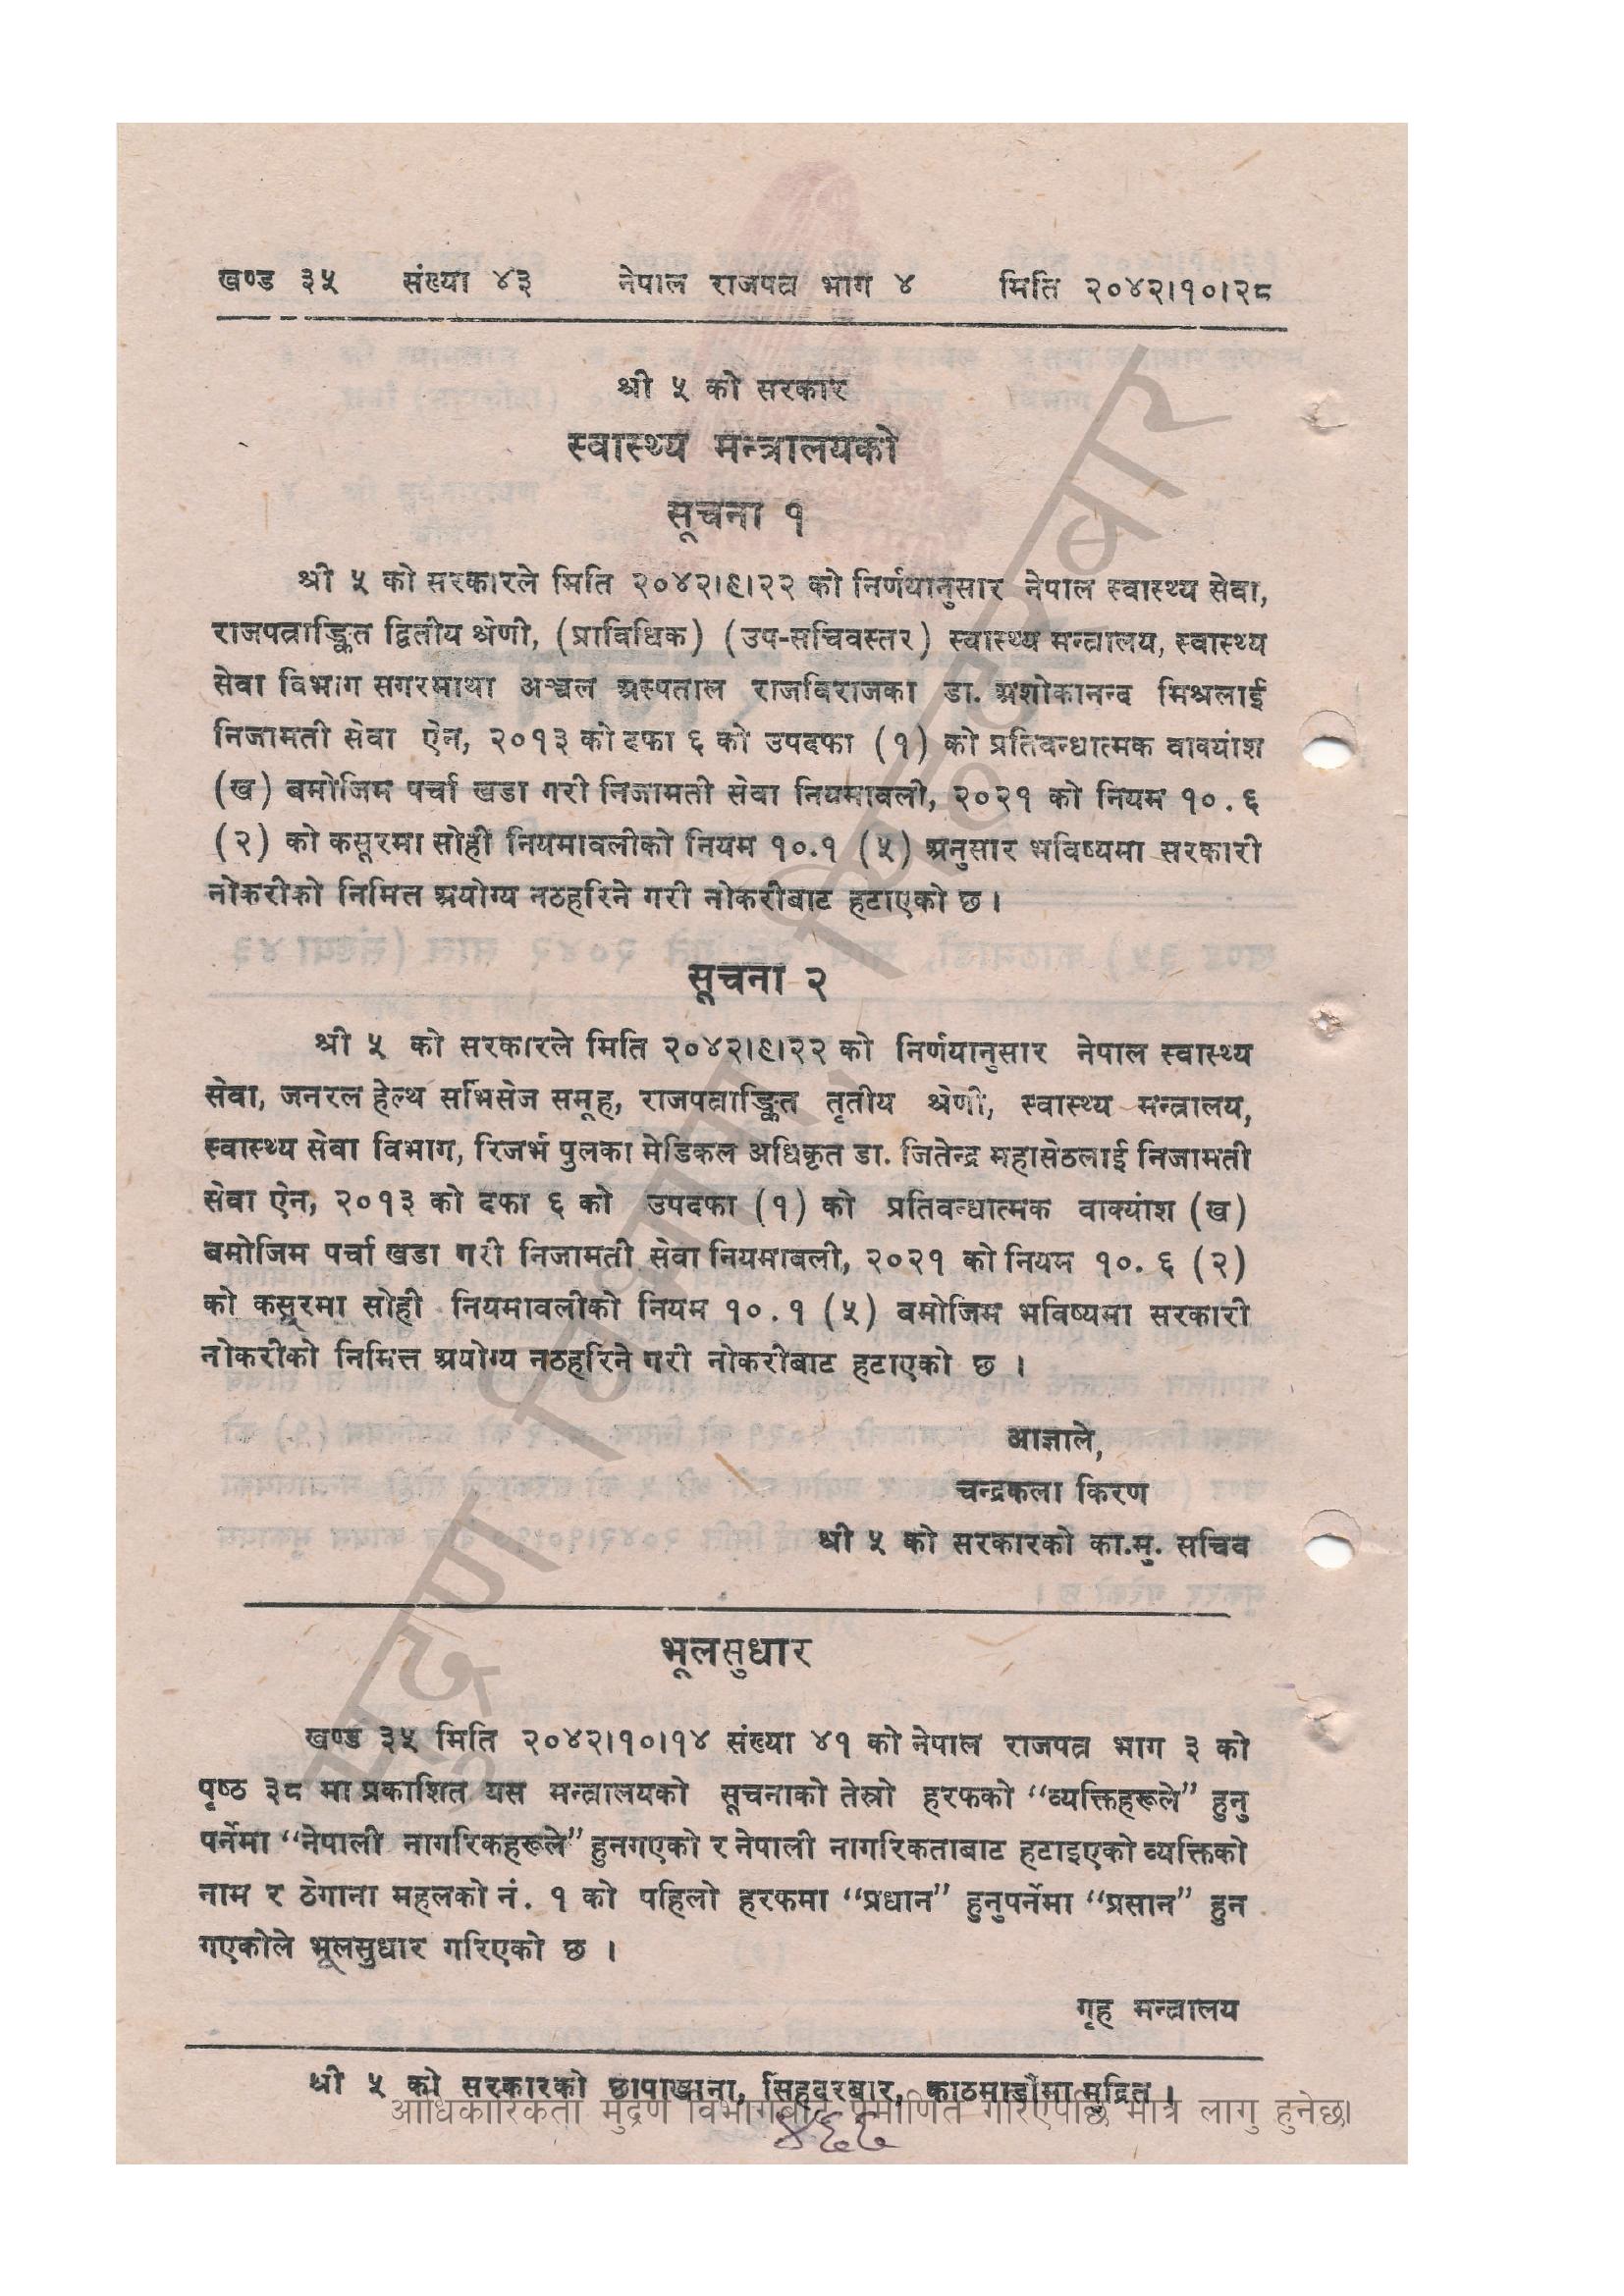 खण्ड ३५ संख्या ४३ नेपाल राजपत्र भाग ४ मिति २०४२।१०।२८
श्री ५ को सरकार
स्वास्थ्य मन्त्रालयको
सूचना १
श्री ५ को सरकारले मिति २०४२।९।२२ को निर्णयानुसार नेपाल स्वास्थ्य सेवा,
राजपत्राङ्कित द्वितीय श्रेणी, (प्राविधिक) (उप-सचिवस्तर) स्वास्थ्य मन्त्रालय, स्वास्थ्य
सेवा विभाग सगरमाथा अञ्चल अस्पताल राजविराजका डा. अशोकानन्द मिश्रलाई
निजामती सेवा ऐन, २०१३ को दफा ६ को उपदफा (१) को प्रतिवन्धात्मक वाक्यांश
(ख) बमोजिम पर्चा खडा गरी निजामती सेवा नियमावली, २०२१ को नियम १०.६
(२) को कसूरमा सोही नियमावलीको नियम १०.१ (५) अनुसार भविष्यमा सरकारी
नोकरीको निमित्त अयोग्य नठहरिने गरी नोकरीबाट हटाएको छ।
सूचना २
श्री ५ को सरकारले मिति २०४२।९।२२ को निर्णयानुसार नेपाल स्वास्थ्य
सेवा, जनरल हेल्थ सर्भिसेज समूह, राजपत्राङ्कित तृतीय श्रेणी, स्वास्थ्य मन्त्रालय,
स्वास्थ्य सेवा विभाग, रिजर्भ पुलका मेडिकल अधिकृत डा. जितेन्द्र महासेठलाई निजामती
सेवा ऐन, २०१३ को दफा ६ को उपदफा (१) को प्रतिवन्धात्मक वाक्यांश (ख)
बमोजिम पर्चा खडा गरी निजामती सेवा नियमावली, २०२१ को नियम १०.६ (२)
को कसूरमा सोही नियमावलीको नियम १०.१ (५) बमोजिम भविष्यमा सरकारी
नोकरीको निमित्त अयोग्य नठहरिने गरी नोकरीबाट हटाएको छ ।
आज्ञाले,
चन्द्रकला किरण
श्री ५ को सरकारको का.मु. सचिव
भूलसुधार
खण्ड ३५ मिति २०४२।१०।१४ संख्या ४१ को नेपाल राजपत्र भाग ३ को
पृष्ठ ३८ मा प्रकाशित यस मन्त्रालयको सूचनाको तेस्रो हरफको “व्यक्तिहरूले” हुनु
पर्नेमा “नेपाली नागरिकहरूले” हुनगएको र नेपाली नागरिकताबाट हटाइएको व्यक्तिको
नाम र ठेगाना महलको नं. १ को पहिलो हरफमा “प्रधान” हुनुपर्नेमा “प्रसान” हुन
गएकोले भूलसुधार गरिएको छ ।
गृह मन्त्रालय
श्री ५ को सरकारको छापाखाना, सिंहदरबार, काठमाडौंमा मुद्रित ।
आधिकारिकता मुद्रण विभागबाट प्रमाणित गरिएपछि मात्र लागु हुनेछ।
मुद्रण विभाग, सिंहदरबार